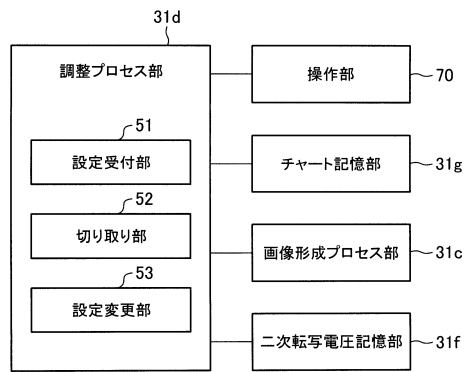 31d
調整プロセス部
51
設定受付部
52
切り取り部
53
設定変更部
操作部
70
チャート記憶部
31g
画像形成プロセス部
31c
二次転写電圧記憶部
31f